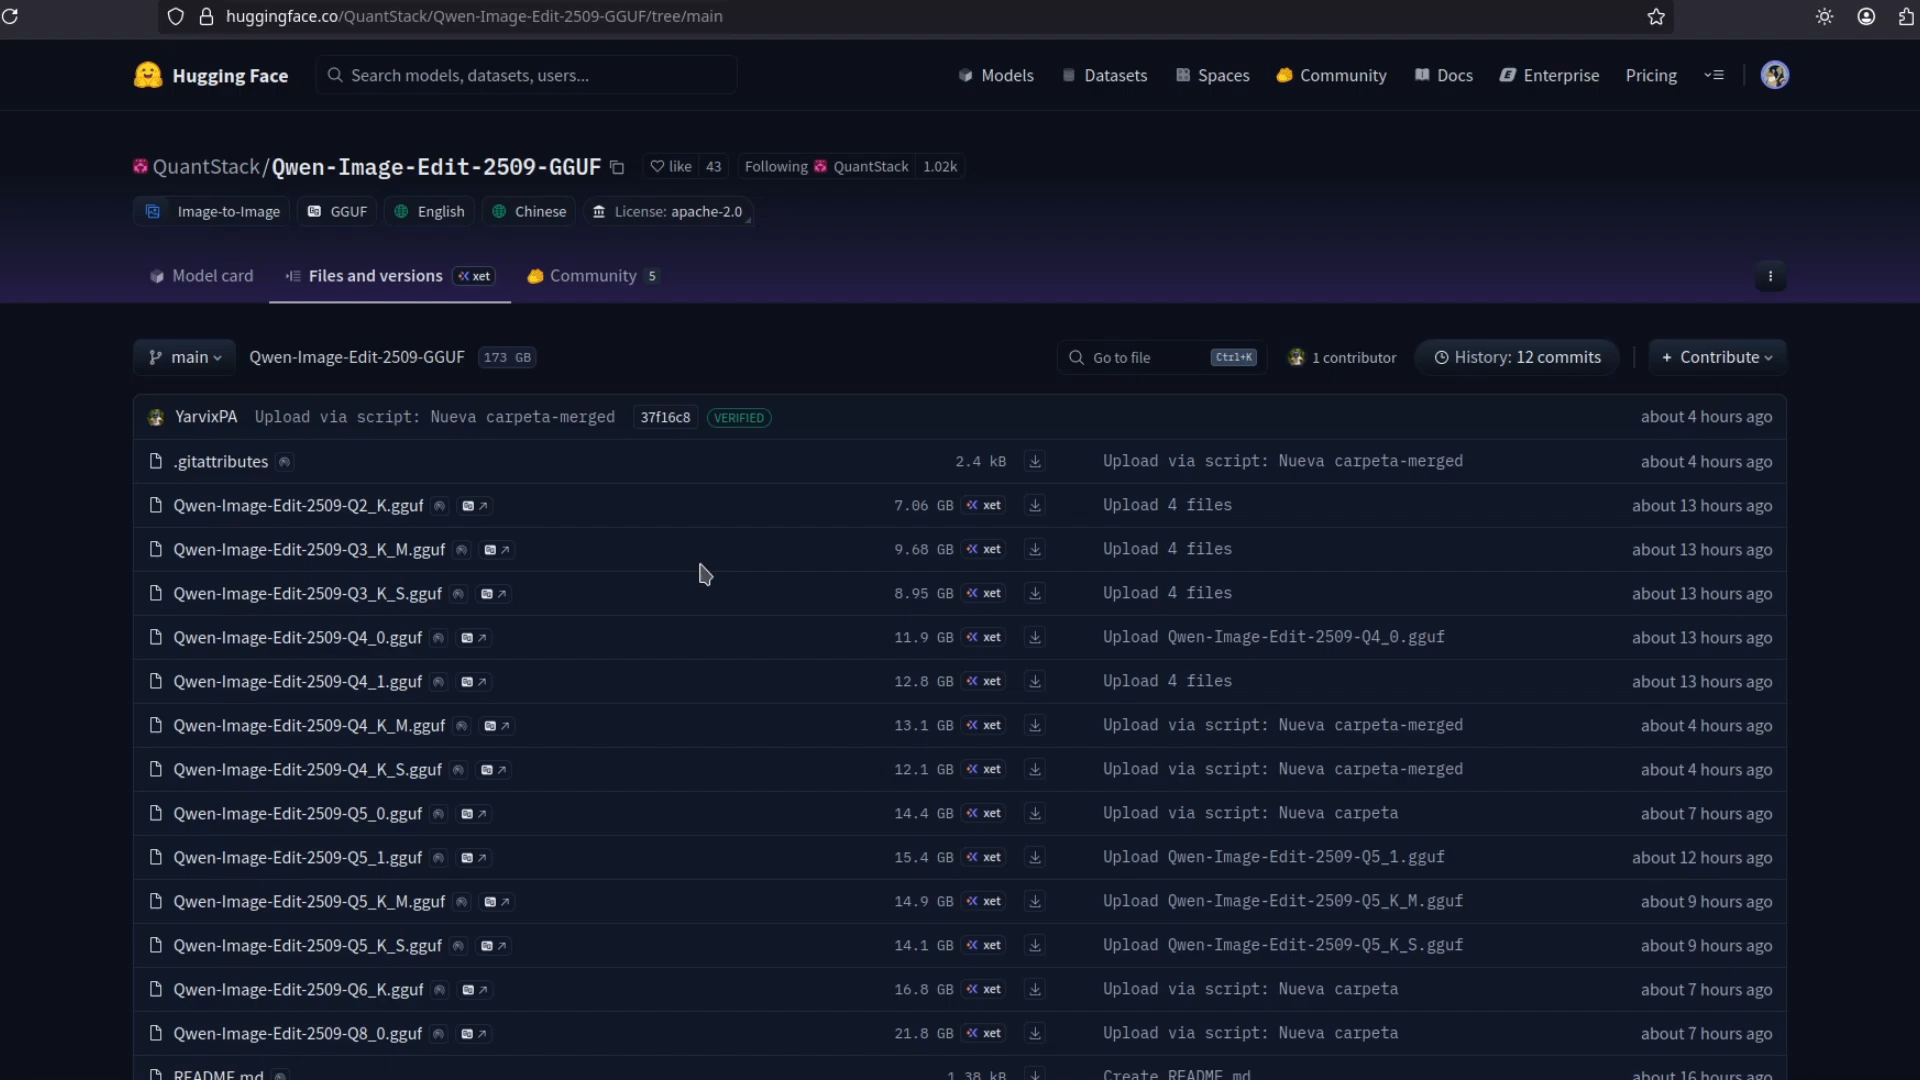 huggingface.co/QuantStack/Qwen-Image-Edit-2509-GGUF/tree/main
Hugging Face Search models, datasets, users... Models Datasets Spaces Community Docs Enterprise Pricing
QuantStack/Qwen-Image-Edit-2509-GGUF like 43 Following QuantStack 1.02k
Image-to-Image GGUF English Chinese License: apache-2.0
Model card Files and versions xet Community 5
main Qwen-Image-Edit-2509-GGUF 173 GB Go to file Ctrl+K 1 contributor History: 12 commits + Contribute
YarvixPA Upload via script: Nueva carpeta-merged 37f16c8 VERIFIED about 4 hours ago
.gitattributes 2.4 kB Upload via script: Nueva carpeta-merged about 4 hours ago
Qwen-Image-Edit-2509-Q2_K.gguf 7.06 GB xet Upload 4 files about 13 hours ago
Qwen-Image-Edit-2509-Q3_K_M.gguf 9.68 GB xet Upload 4 files about 13 hours ago
Qwen-Image-Edit-2509-Q3_K_S.gguf 8.95 GB xet Upload 4 files about 13 hours ago
Qwen-Image-Edit-2509-Q4_0.gguf 11.9 GB xet Upload Qwen-Image-Edit-2509-Q4_0.gguf about 13 hours ago
Qwen-Image-Edit-2509-Q4_1.gguf 12.8 GB xet Upload 4 files about 13 hours ago
Qwen-Image-Edit-2509-Q4_K_M.gguf 13.1 GB xet Upload via script: Nueva carpeta-merged about 4 hours ago
Qwen-Image-Edit-2509-Q4_K_S.gguf 12.1 GB xet Upload via script: Nueva carpeta-merged about 4 hours ago
Qwen-Image-Edit-2509-Q5_0.gguf 14.4 GB xet Upload via script: Nueva carpeta about 7 hours ago
Qwen-Image-Edit-2509-Q5_1.gguf 15.4 GB xet Upload Qwen-Image-Edit-2509-Q5_1.gguf about 12 hours ago
Qwen-Image-Edit-2509-Q5_K_M.gguf 14.9 GB xet Upload Qwen-Image-Edit-2509-Q5_K_M.gguf about 9 hours ago
Qwen-Image-Edit-2509-Q5_K_S.gguf 14.1 GB xet Upload Qwen-Image-Edit-2509-Q5_K_S.gguf about 9 hours ago
Qwen-Image-Edit-2509-Q6_K.gguf 16.8 GB xet Upload via script: Nueva carpeta about 7 hours ago
Qwen-Image-Edit-2509-Q8_0.gguf 21.8 GB xet Upload via script: Nueva carpeta about 7 hours ago
README.md 1.38 kB Create README.md about 16 hours ago